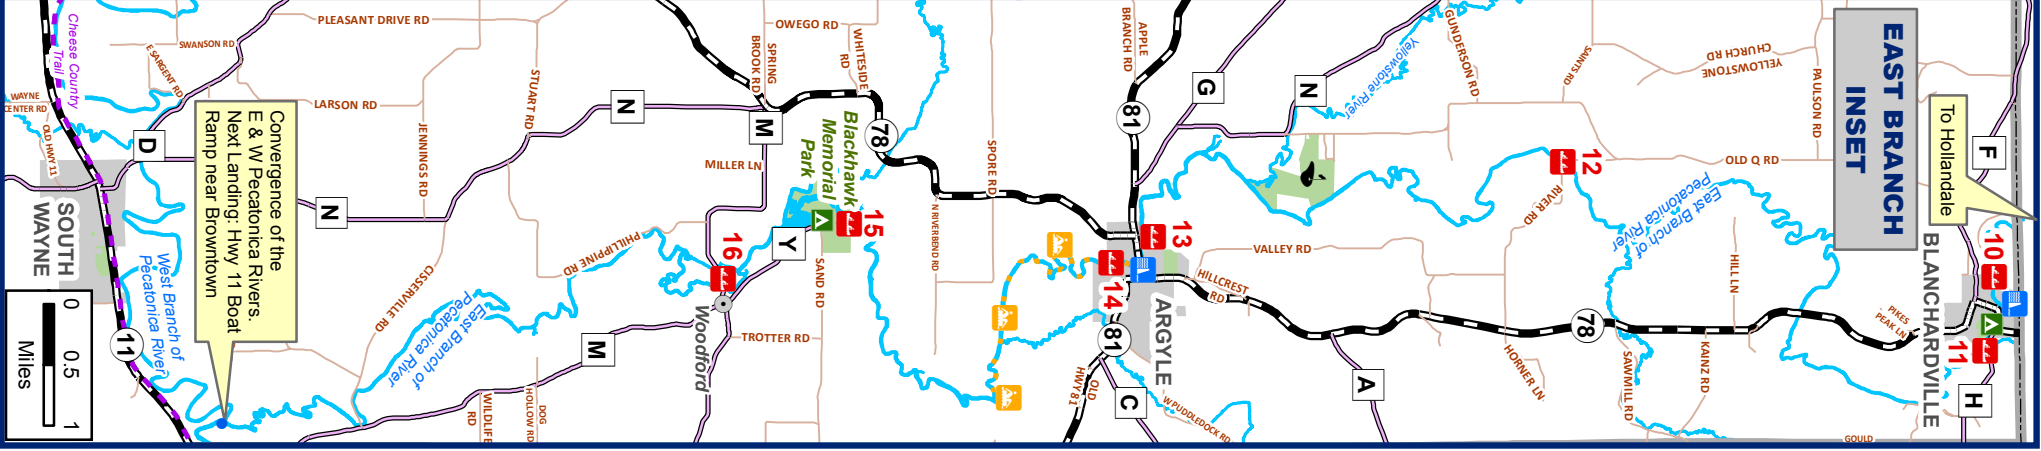 EAST BRANCH
INSET
To Hollandale
F
10
11
BLANCHARDVILLE
H
PIKES
PEAK LN
GOULD
PAULSON RD
YELLOWSTONE
CHURCH RD
OLD Q RD
SAINTS RD
12
RIVER RD
East Branch of
Pecatonica River
HILL LN
KAINZ RD
SAWMILL RD
78
HORNER LN
GUNDERSON RD
Yellowstone River
N
G
VALLEY RD
HILLCREST
RD
A
APPLE
BRANCH RD
81
13
14
ARGYLE
81
OLD
HWY 81
C
W PUDDLEDOCK RD
SPORE RD
N RIVERBEND RD
OWEGO RD
WHITESIDE
RD
SPRING
BROOK RD
78
M
Blackhawk
Memorial
Park
15
MILLER LN
Y
16
SAND RD
Woodford
TROTTER RD
N
STUART RD
PLEASANT DRIVE RD
LARSON RD
JENNINGS RD
N
PHILLIPPINE RD
CISSERVILLE RD
East Branch of
Pecatonica River
M
DOG
HOLLOW RD
WILDLIFE
RD
SWANSON RD
E SARGENT RD
Cheese Country
Trail
WAYNE
CENTER RD
OLD HWY 11
D
SOUTH
WAYNE
Convergence of the
E & W Pecatonica Rivers.
Next Landing: Hwy 11 Boat
Ramp near Browntown
West Branch of
Pecatonica River
11
0 0.5 1
Miles